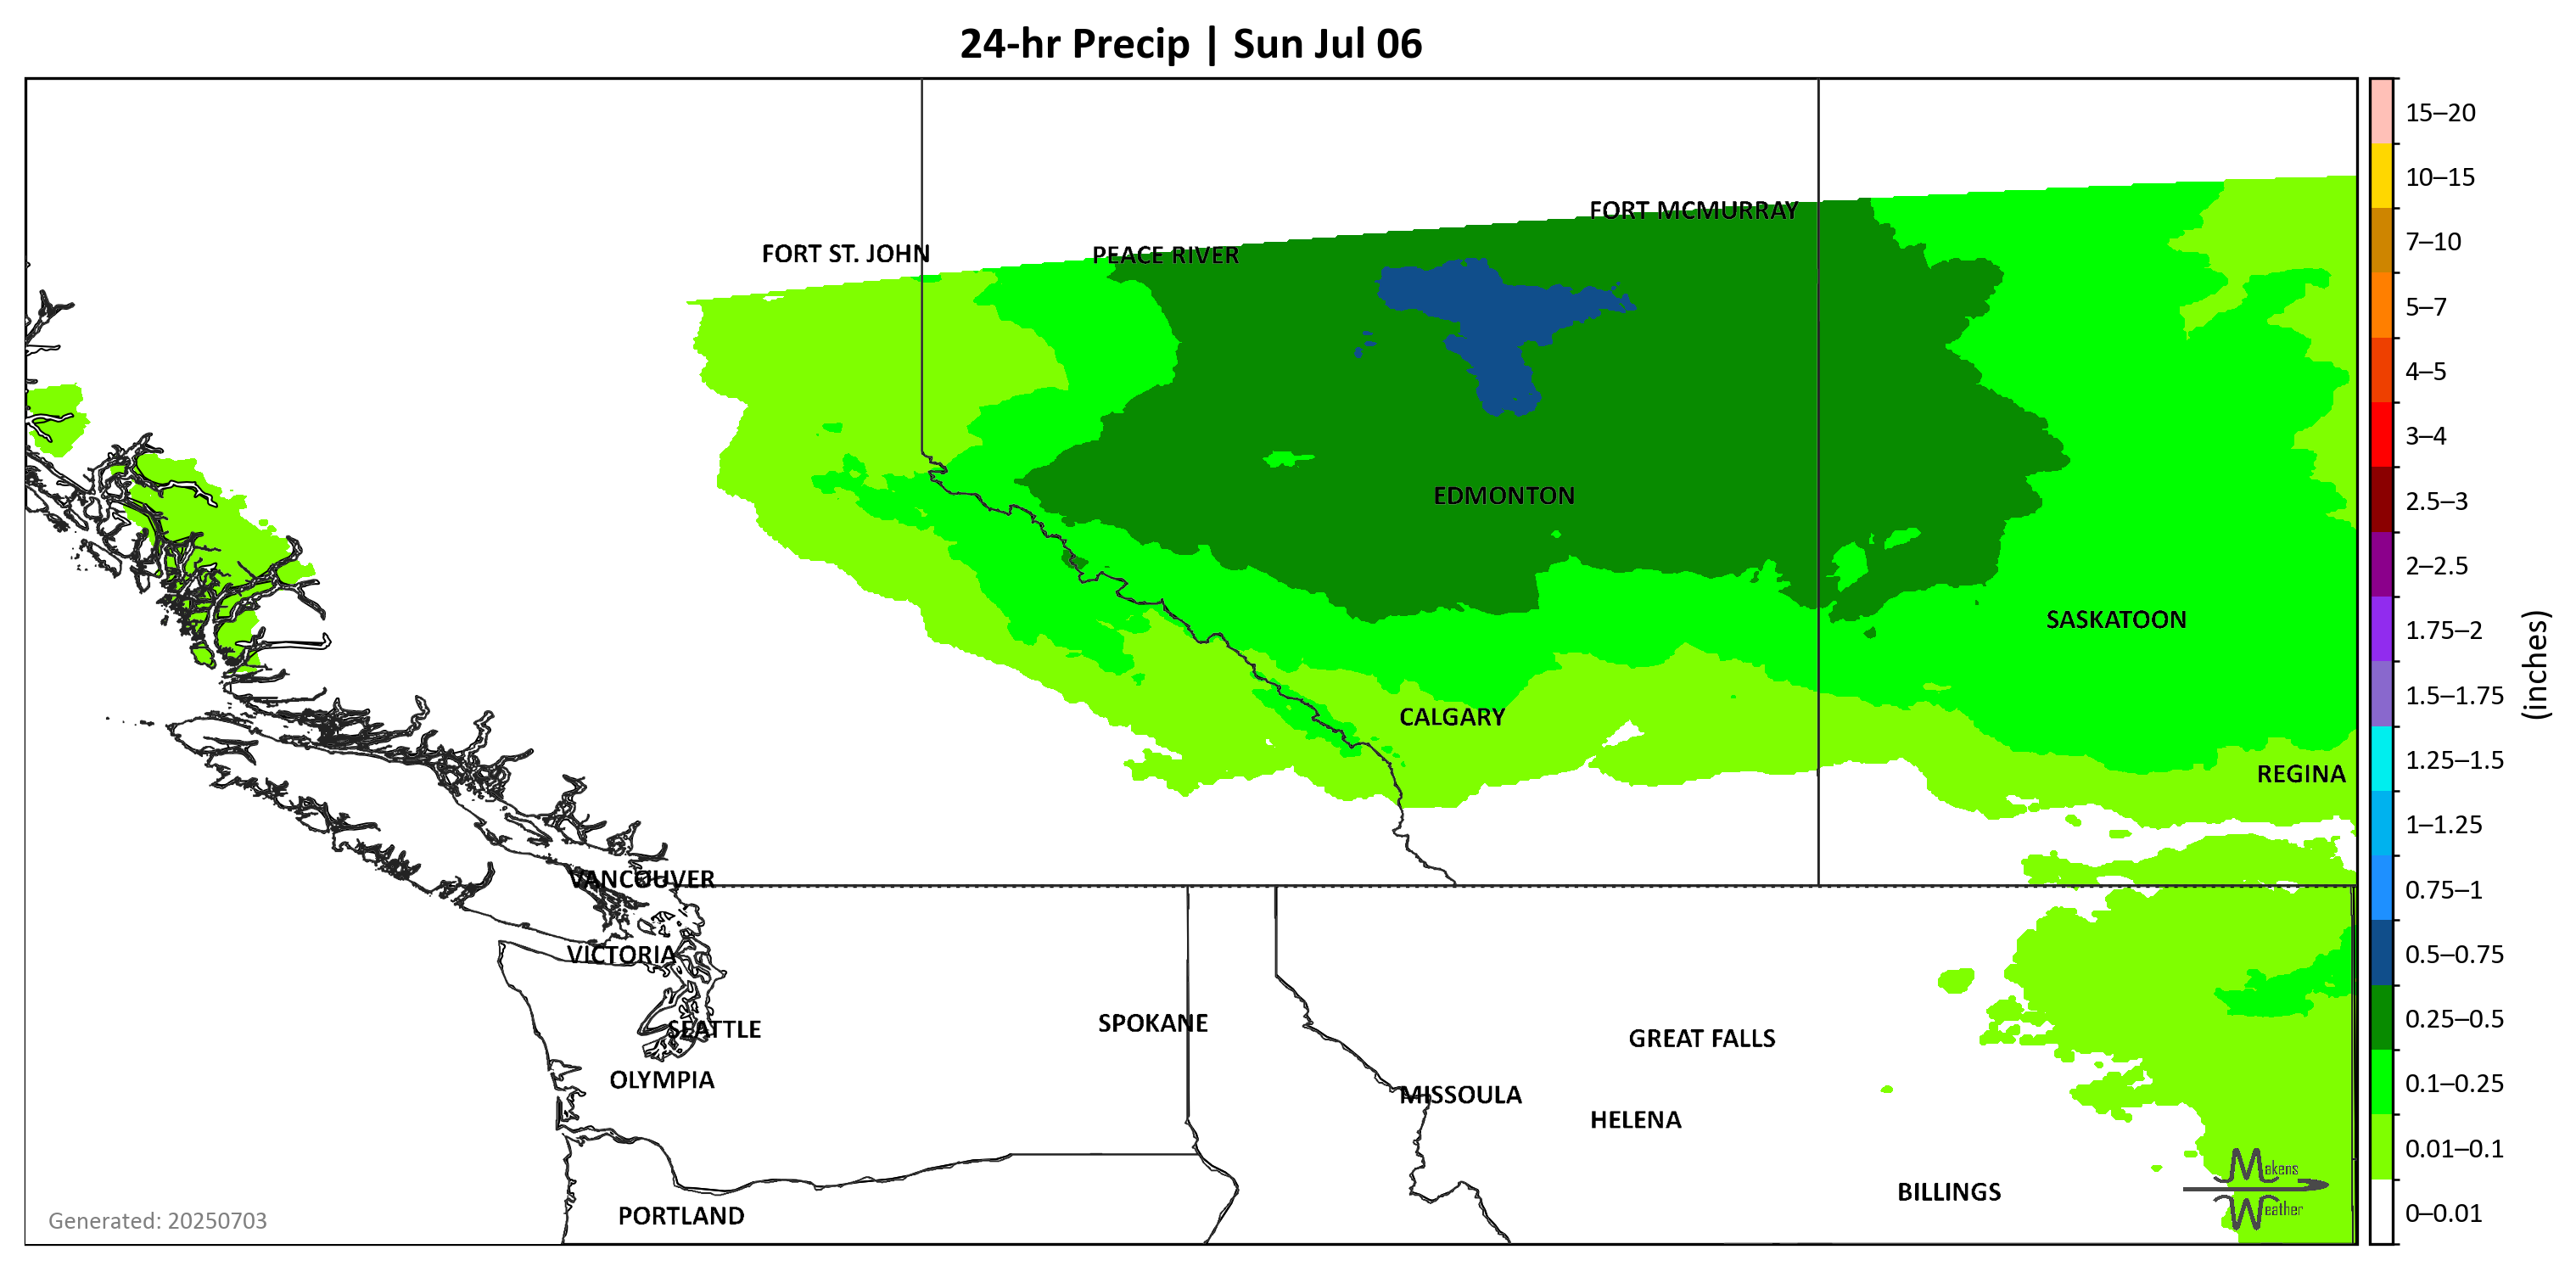 24-hr Precip | Sun Jul 06
FORT MCMURRAY
FORT ST. JOHN
PEACE RIVER
EDMONTON
SASKATOON
CALGARY
REGINA
VANCOUVER
VICTORIA
SPOKANE
SEATTLE
GREAT FALLS
OLYMPIA
MISSOULA
HELENA
BILLINGS
PORTLAND
Makens
Weather
Generated: 20250703
15–20
10–15
7–10
5–7
4–5
3–4
2.5–3
2–2.5
1.75–2
1.5–1.75
1.25–1.5
1–1.25
0.75–1
0.5–0.75
0.25–0.5
0.1–0.25
0.01–0.1
0–0.01
(inches)